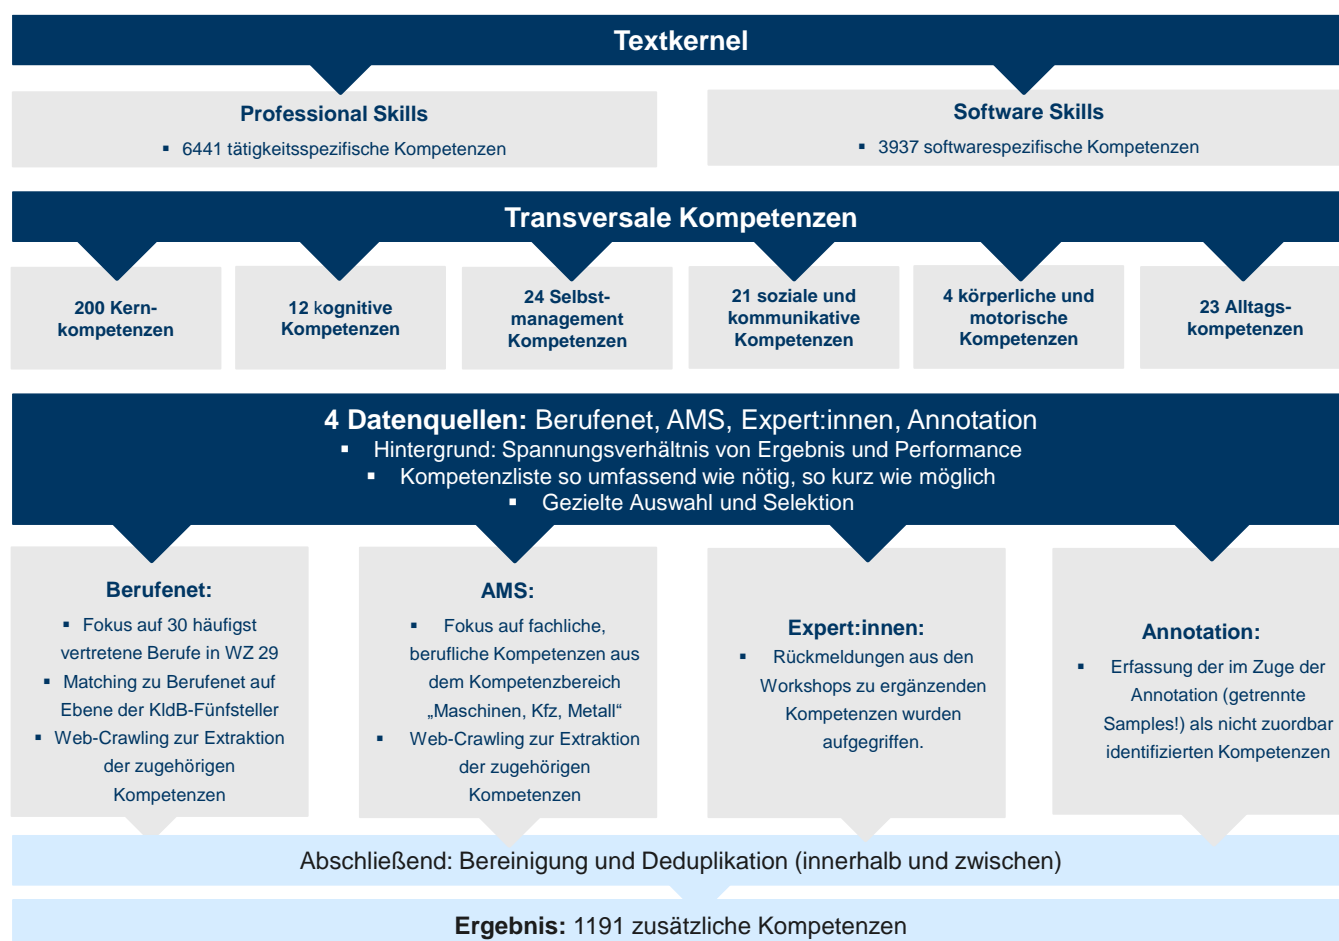 Textkernel
Professional Skills
▪ 6441 tätigkeitsspezifische Kompetenzen
Software Skills
▪ 3937 softwarespezifische Kompetenzen
Transversale Kompetenzen
200 Kern-
kompetenzen
12 kognitive
Kompetenzen
24 Selbst-
management
Kompetenzen
21 soziale und
kommunikative
Kompetenzen
4 körperliche und
motorische
Kompetenzen
23 Alltags-
kompetenzen
4 Datenquellen: Berufenet, AMS, Expert:innen, Annotation
▪ Hintergrund: Spannungsverhältnis von Ergebnis und Performance
▪ Kompetenzliste so umfassend wie nötig, so kurz wie möglich
▪ Gezielte Auswahl und Selektion
Berufenet:
▪ Fokus auf 30 häufigst
vertretene Berufe in WZ 29
▪ Matching zu Berufenet auf
Ebene der KldB-Fünfsteller
▪ Web-Crawling zur Extraktion
der zugehörigen
Kompetenzen
AMS:
▪ Fokus auf fachliche,
berufliche Kompetenzen aus
dem Kompetenzbereich
„Maschinen, Kfz, Metall“
▪ Web-Crawling zur Extraktion
der zugehörigen
Kompetenzen
Expert:innen:
▪ Rückmeldungen aus den
Workshops zu ergänzenden
Kompetenzen wurden
aufgegriffen.
Annotation:
▪ Erfassung der im Zuge der
Annotation (getrennte
Samples!) als nicht zuordbar
identifizierten Kompetenzen
Abschließend: Bereinigung und Deduplikation (innerhalb und zwischen)
Ergebnis: 1191 zusätzliche Kompetenzen